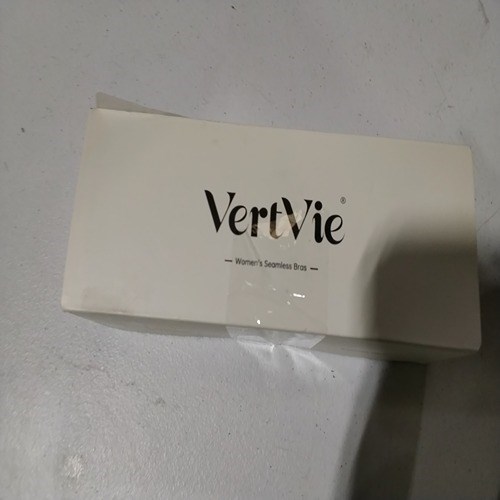 VertVie®
— Women's Seamless Bras —